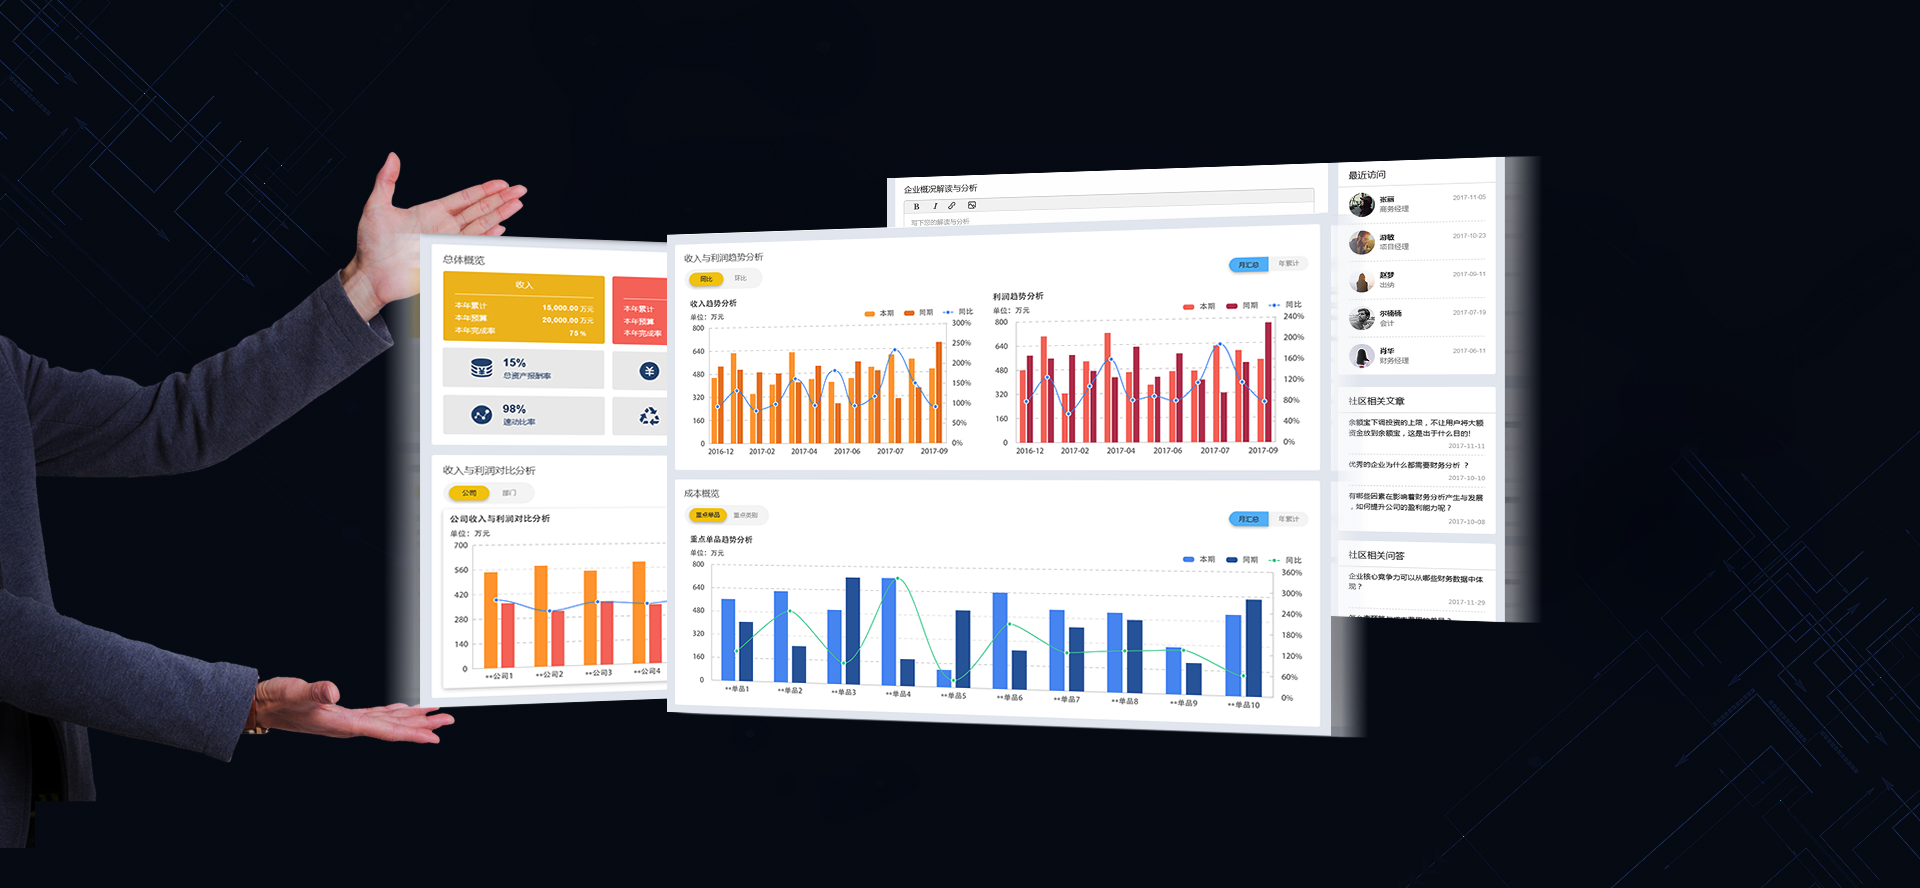 企业概况解读与分析
B I
写下您的解读与分析
最近访问
张丽
商务经理
2017-11-05
游敏
项目经理
2017-10-23
赵梦
出纳
2017-09-11
尔楠楠
会计
2017-07-19
肖华
财务经理
2017-06-11
社区相关文章
余额宝下调投资的上限，不让用户将大额
资金放到余额宝，这是出于什么目的!
2017-11-11
优秀的企业为什么都需要财务分析 ？
2017-10-10
有哪些因素在影响着财务分析产生与发展
，如何提升公司的盈利能力呢？
2017-10-08
社区相关问答
企业核心竞争力可以从哪些财务数据中体
现？
2017-11-29
总体概览
收入
本年累计 15,000.00 万元
本年预算 20,000.00 万元
本年完成率 75 %
本年累计
本年预算
本年完成率
15%
总资产报酬率
98%
速动比率
收入与利润对比分析
公司 部门
公司收入与利润对比分析
单位：万元
700
560
420
280
140
0
**公司1 **公司2 **公司3 **公司4
收入与利润趋势分析
同比 环比
月汇总 年累计
收入趋势分析
单位：万元
本期 同期 同比
800
640
480
320
160
0
300%
250%
200%
150%
100%
50%
0%
2016-12 2017-02 2017-04 2017-06 2017-07 2017-09
利润趋势分析
单位：万元
本期 同期 同比
800
640
480
320
160
0
240%
200%
160%
120%
80%
40%
0%
2016-12 2017-02 2017-04 2017-06 2017-07 2017-09
成本概览
重点单品 重点类别
月汇总 年累计
重点单品趋势分析
单位：万元
本期 同期 同比
800
640
480
320
160
0
360%
300%
240%
180%
120%
60%
0%
**单品1 **单品2 **单品3 **单品4 **单品5 **单品6 **单品7 **单品8 **单品9 **单品10